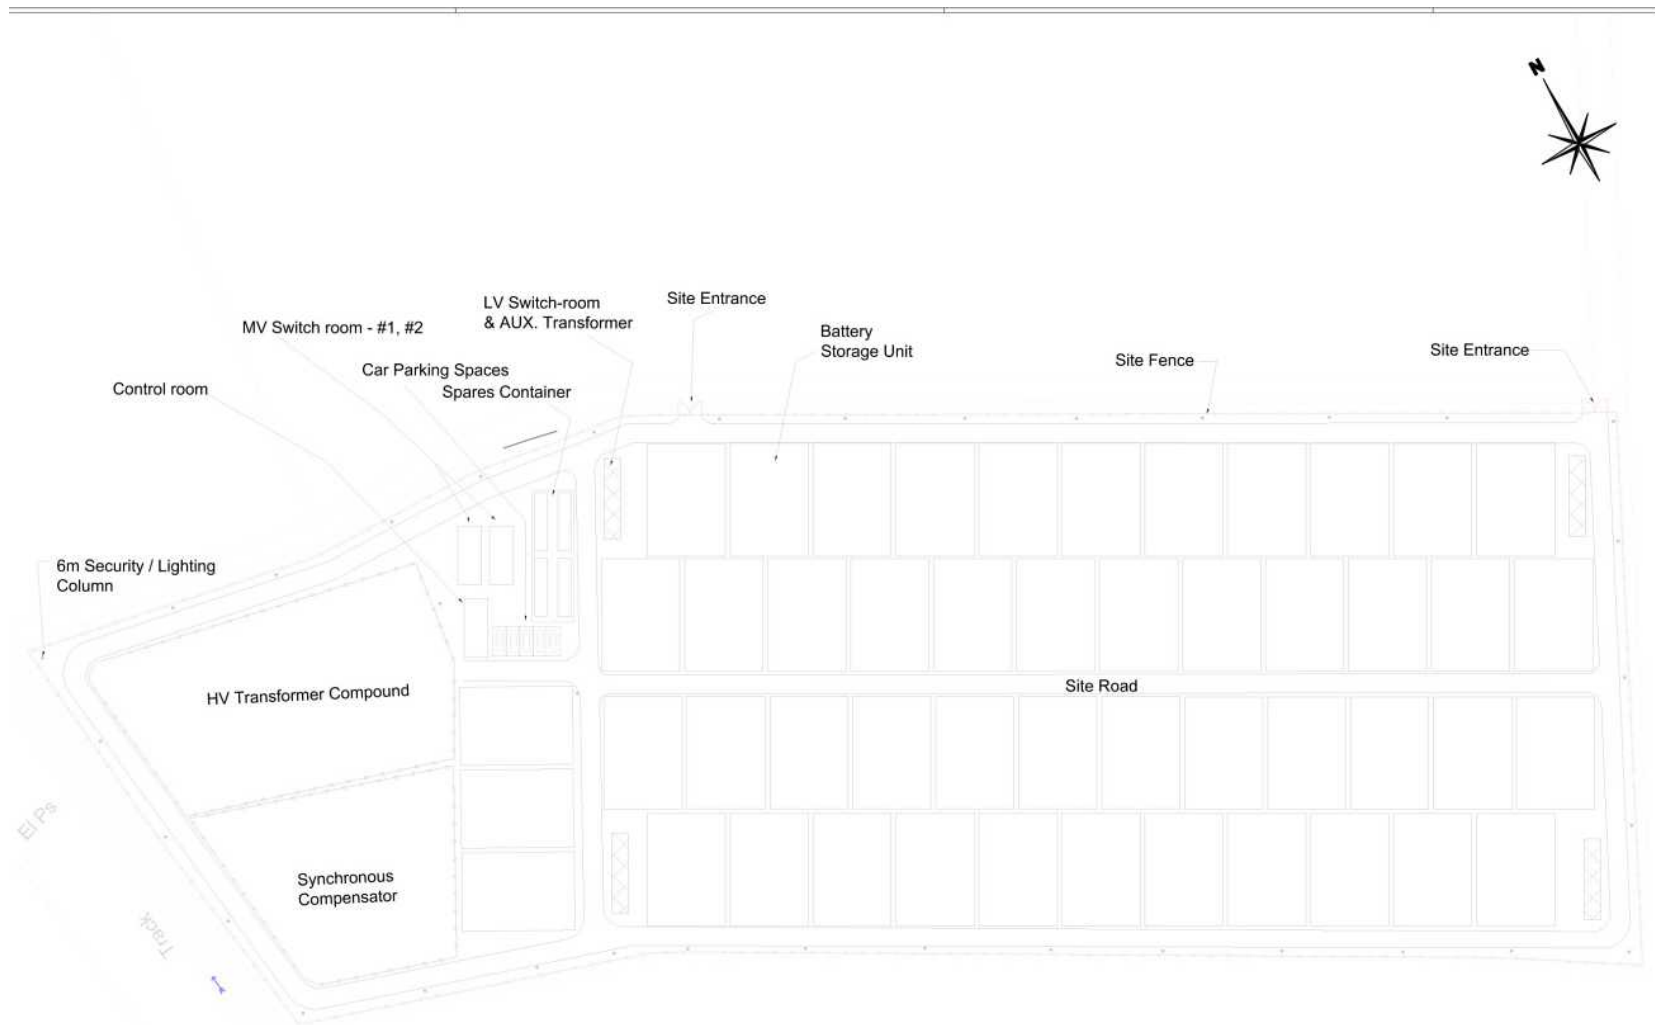 N
Site Entrance
LV Switch-room
& AUX. Transformer
MV Switch room - #1, #2
Battery
Storage Unit
Site Fence
Site Entrance
Car Parking Spaces
Spares Container
Control room
6m Security / Lighting
Column
HV Transformer Compound
Site Road
El Ps
Synchronous
Compensator
Track